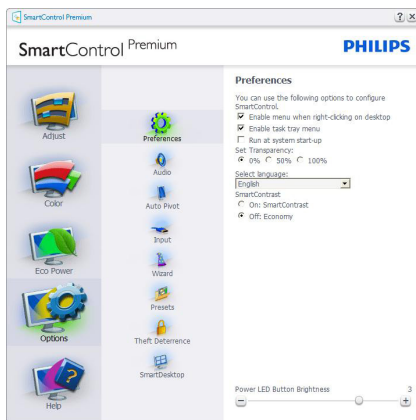 SmartControl Premium
SmartControl Premium
PHILIPS
Adjust
Color
Eco Power
Options
Help
Preferences
Audio
Auto Pivot
Input
Wizard
Presets
Theft Deterrence
SmartDesktop
Preferences
You can use the following options to configure
SmartControl.
Enable menu when right-clicking on desktop
Enable task tray menu
Run at system start-up
Set Transparency:
0% 50% 100%
Select language:
English
SmartContrast
On: SmartContrast
Off: Economy
Power LED Button Brightness 3